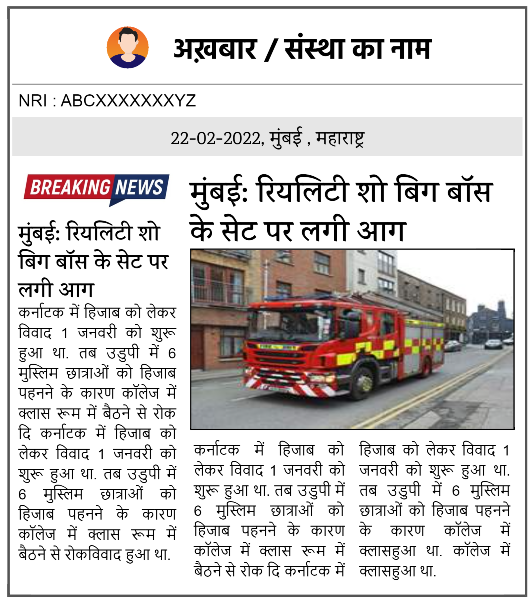 अख़बार / संस्था का नाम
NRI : ABCXXXXXXXYZ
22-02-2022, मुंबई , महाराष्ट्र
BREAKING NEWS
मुंबई: रियलिटी शो
बिग बॉस के सेट पर
लगी आग
कर्नाटक में हिजाब को लेकर
विवाद 1 जनवरी को शुरू
हुआ था. तब उडुपी में 6
मुस्लिम छात्राओं को हिजाब
पहनने के कारण कॉलेज में
क्लास रूम में बैठने से रोक
दि कर्नाटक में हिजाब को
लेकर विवाद 1 जनवरी को
शुरू हुआ था. तब उडुपी में
6 मुस्लिम छात्राओं को
हिजाब पहनने के कारण
कॉलेज में क्लास रूम में
बैठने से रोकविवाद हुआ था.
मुंबई: रियलिटी शो बिग बॉस
के सेट पर लगी आग
कर्नाटक में हिजाब को
लेकर विवाद 1 जनवरी को
शुरू हुआ था. तब उडुपी में
6 मुस्लिम छात्राओं को
हिजाब पहनने के कारण
कॉलेज में क्लास रूम में
बैठने से रोक दि कर्नाटक में
हिजाब को लेकर विवाद 1
जनवरी को शुरू हुआ था.
तब उडुपी में 6 मुस्लिम
छात्राओं को हिजाब पहनने
के कारण कॉलेज में
क्लासहुआ था. कॉलेज में
क्लासहुआ था.